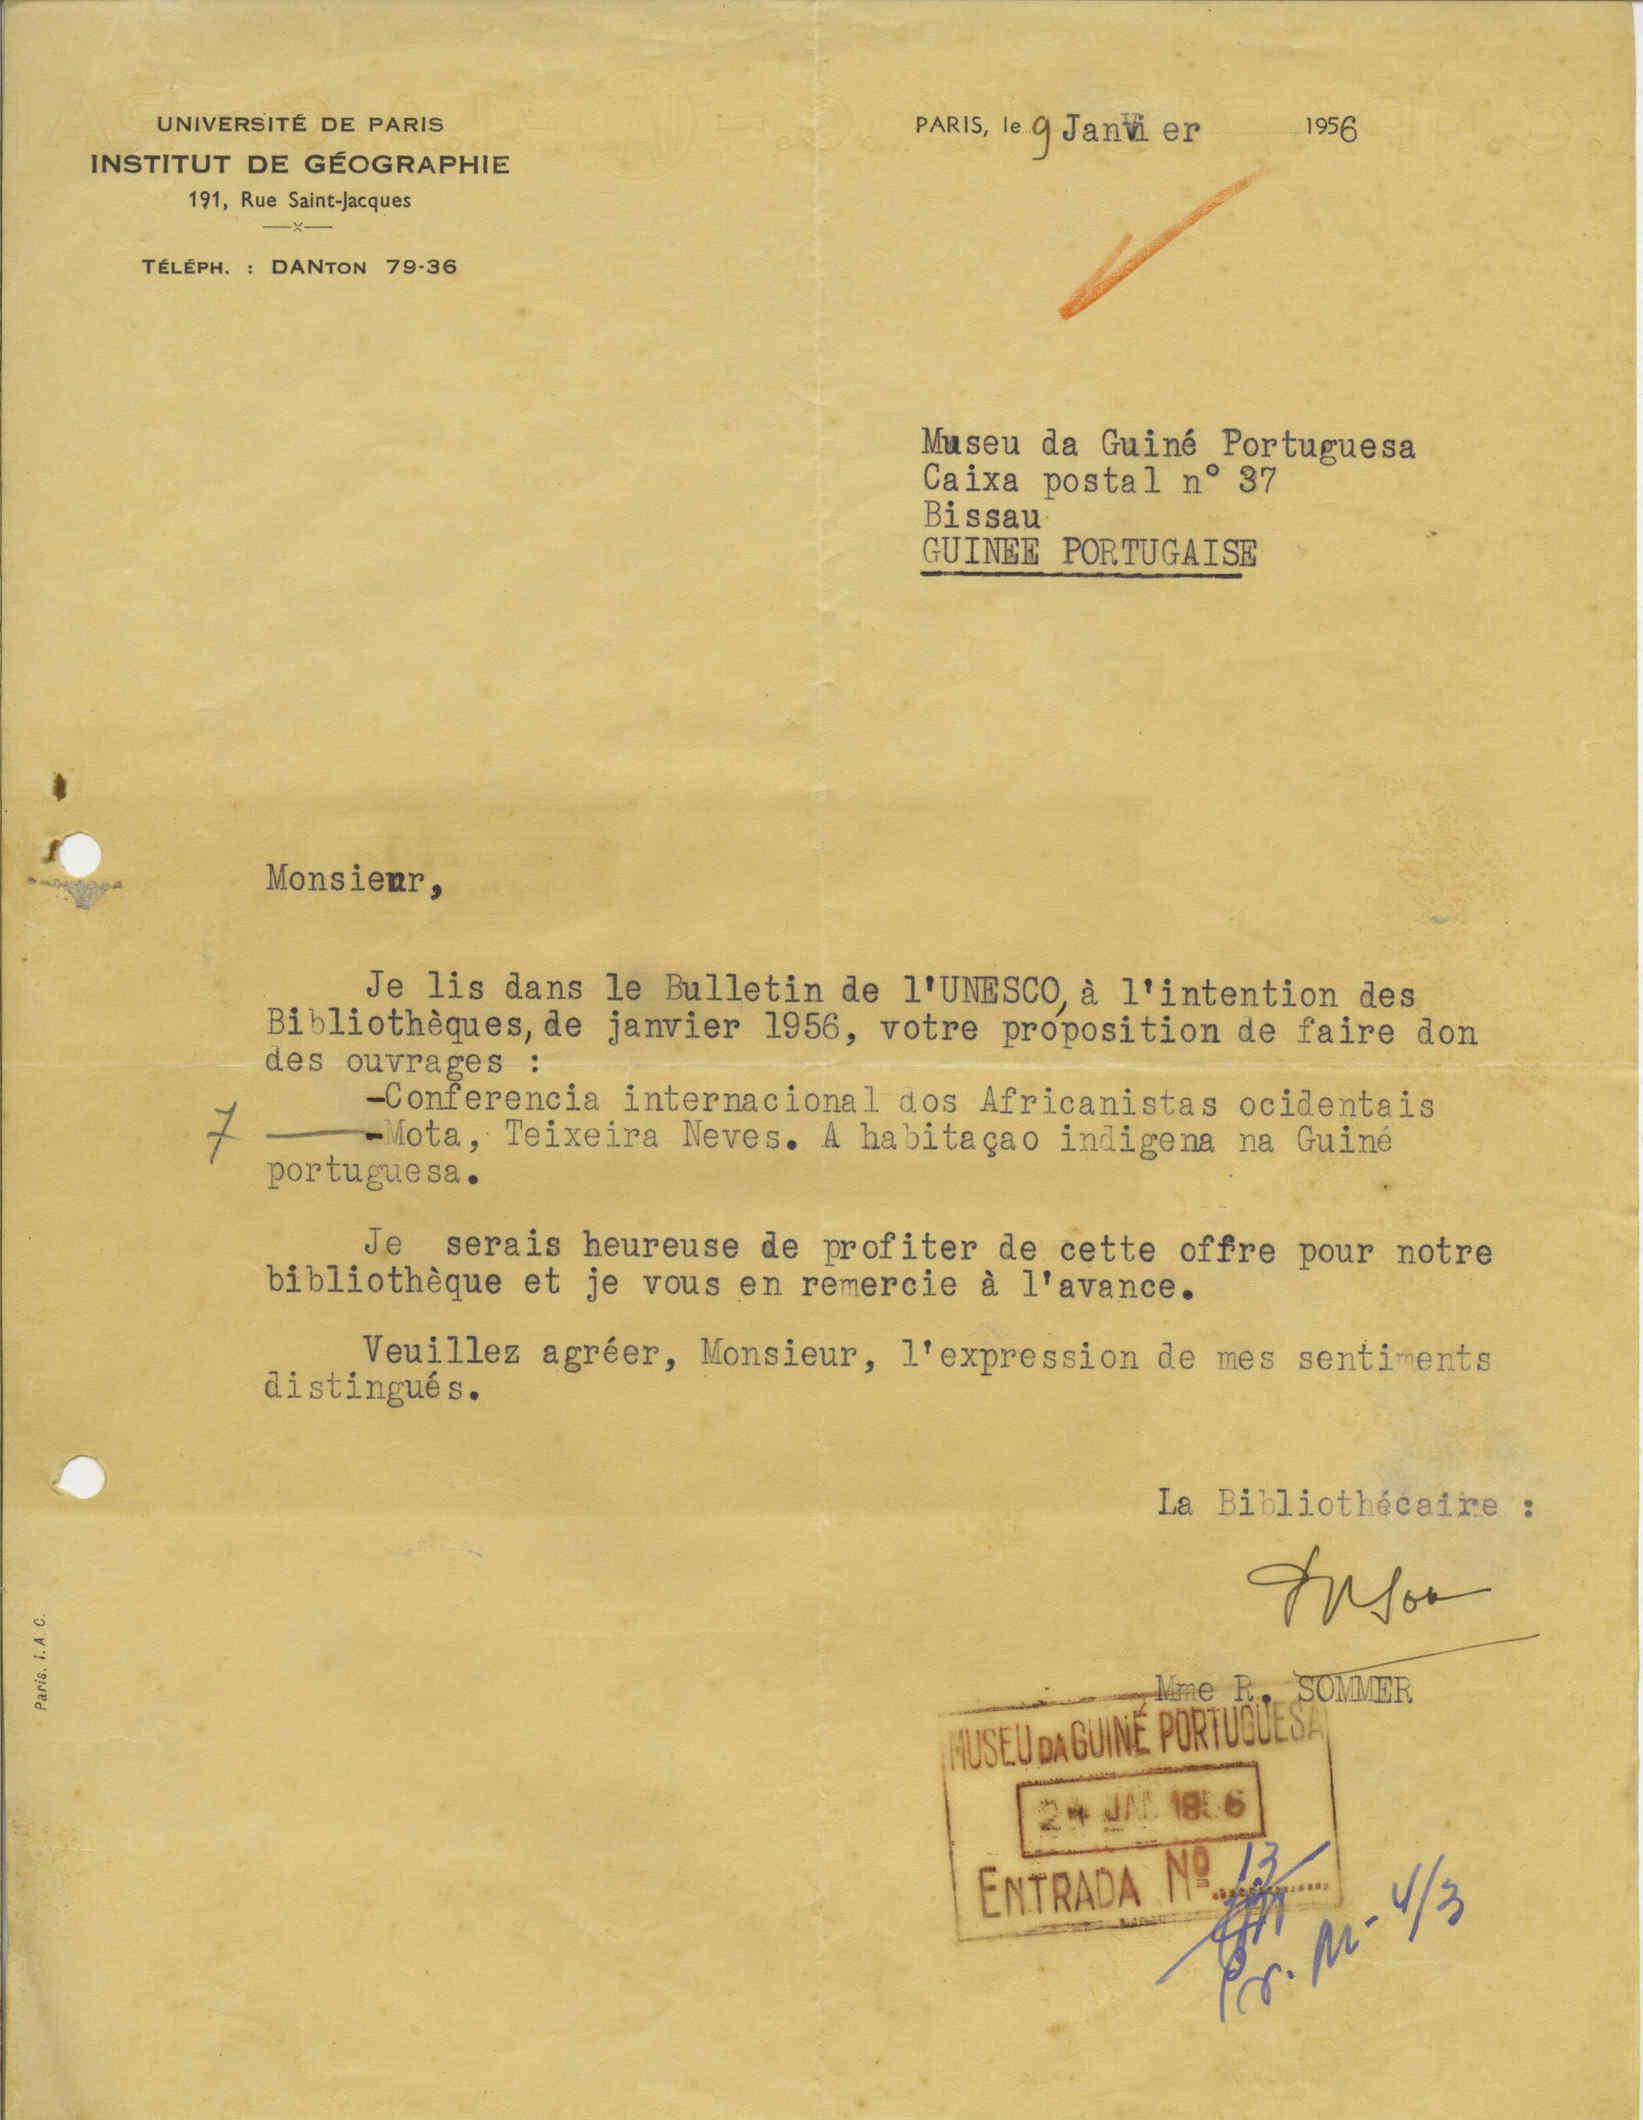 UNIVERSITÉ DE PARIS
INSTITUT DE GÉOGRAPHIE
191, Rue Saint-Jacques
TÉLÉPH. : DANTON 79-36
PARIS, le 9 Janvier 1956
Museu da Guiné Portuguesa
Caixa postal n° 37
Bissau
GUINEE PORTUGAISE
Monsieur,
Je lis dans le Bulletin de l'UNESCO, à l'intention des
Bibliothèques, de janvier 1956, votre proposition de faire don
des ouvrages :
-Conferencia internacional dos Africanistas ocidentais
7 -Mota, Teixeira Neves. A habitaçao indigena na Guiné
portuguesa.
Je serais heureuse de profiter de cette offre pour notre
bibliothèque et je vous en remercie à l'avance.
Veuillez agréer, Monsieur, l'expression de mes sentiments
distingués.
La Bibliothécaire :
Mme R. SOMMER
MUSEU DA GUINÉ PORTUGUESA
24 JAN 1956
ENTRADA Nº 13
Pr. Nº 4/3
Paris. I. A. C.